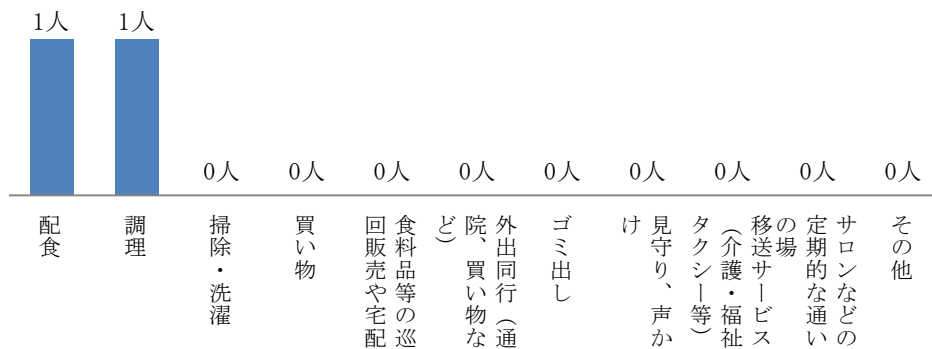 1人
1人
0人
0人
0人
0人
0人
0人
0人
0人
0人
配食
調理
掃除・洗濯
買い物
食料品等の巡
回販売や宅配
外出同行（通
院、買い物な
ど）
ゴミ出し
見守り、声か
け
移送サービス
（介護・福祉
タクシー等）
サロンなどの
定期的な通い
の場
その他